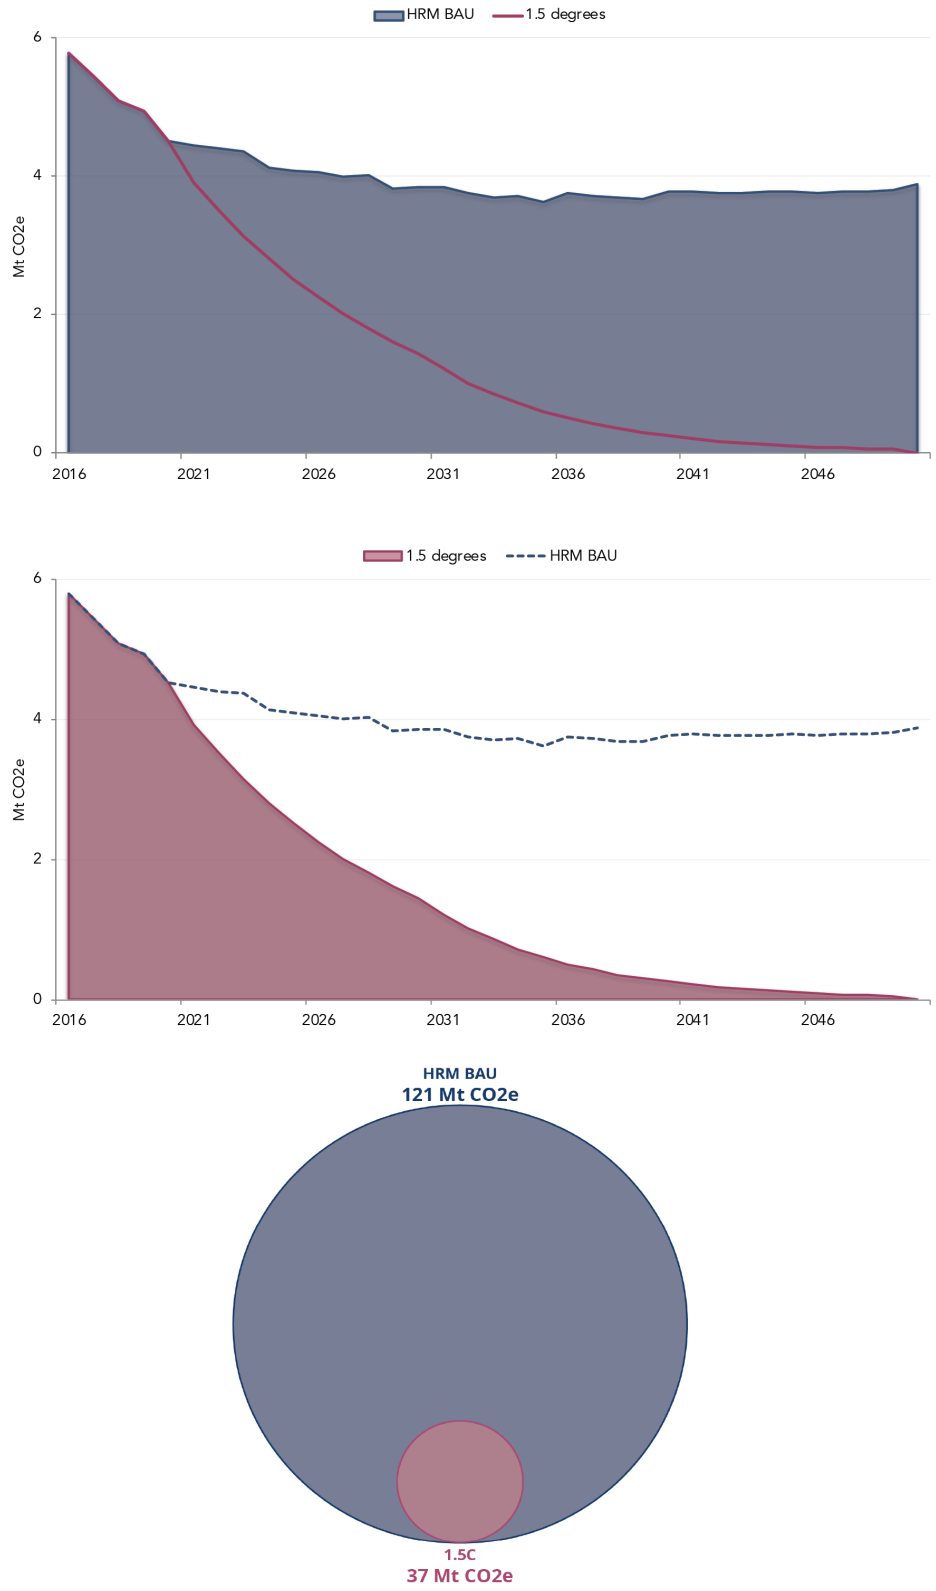 HRM BAU 1.5 degrees
6
4
2
0
Mt CO2e
2016 2021 2026 2031 2036 2041 2046
1.5 degrees HRM BAU
6
4
2
0
Mt CO2e
2016 2021 2026 2031 2036 2041 2046
HRM BAU
121 Mt CO2e
1.5C
37 Mt CO2e